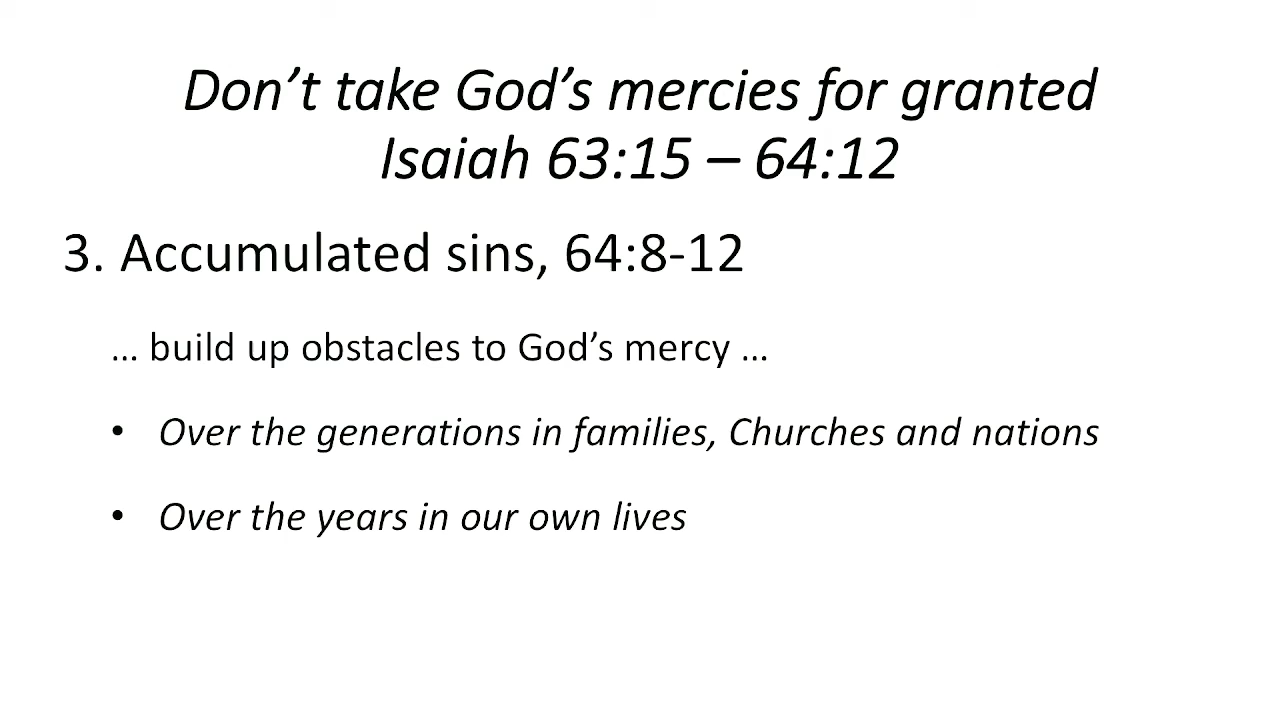 Don’t take God’s mercies for granted
Isaiah 63:15 – 64:12
3. Accumulated sins, 64:8-12
… build up obstacles to God’s mercy …
• Over the generations in families, Churches and nations
• Over the years in our own lives